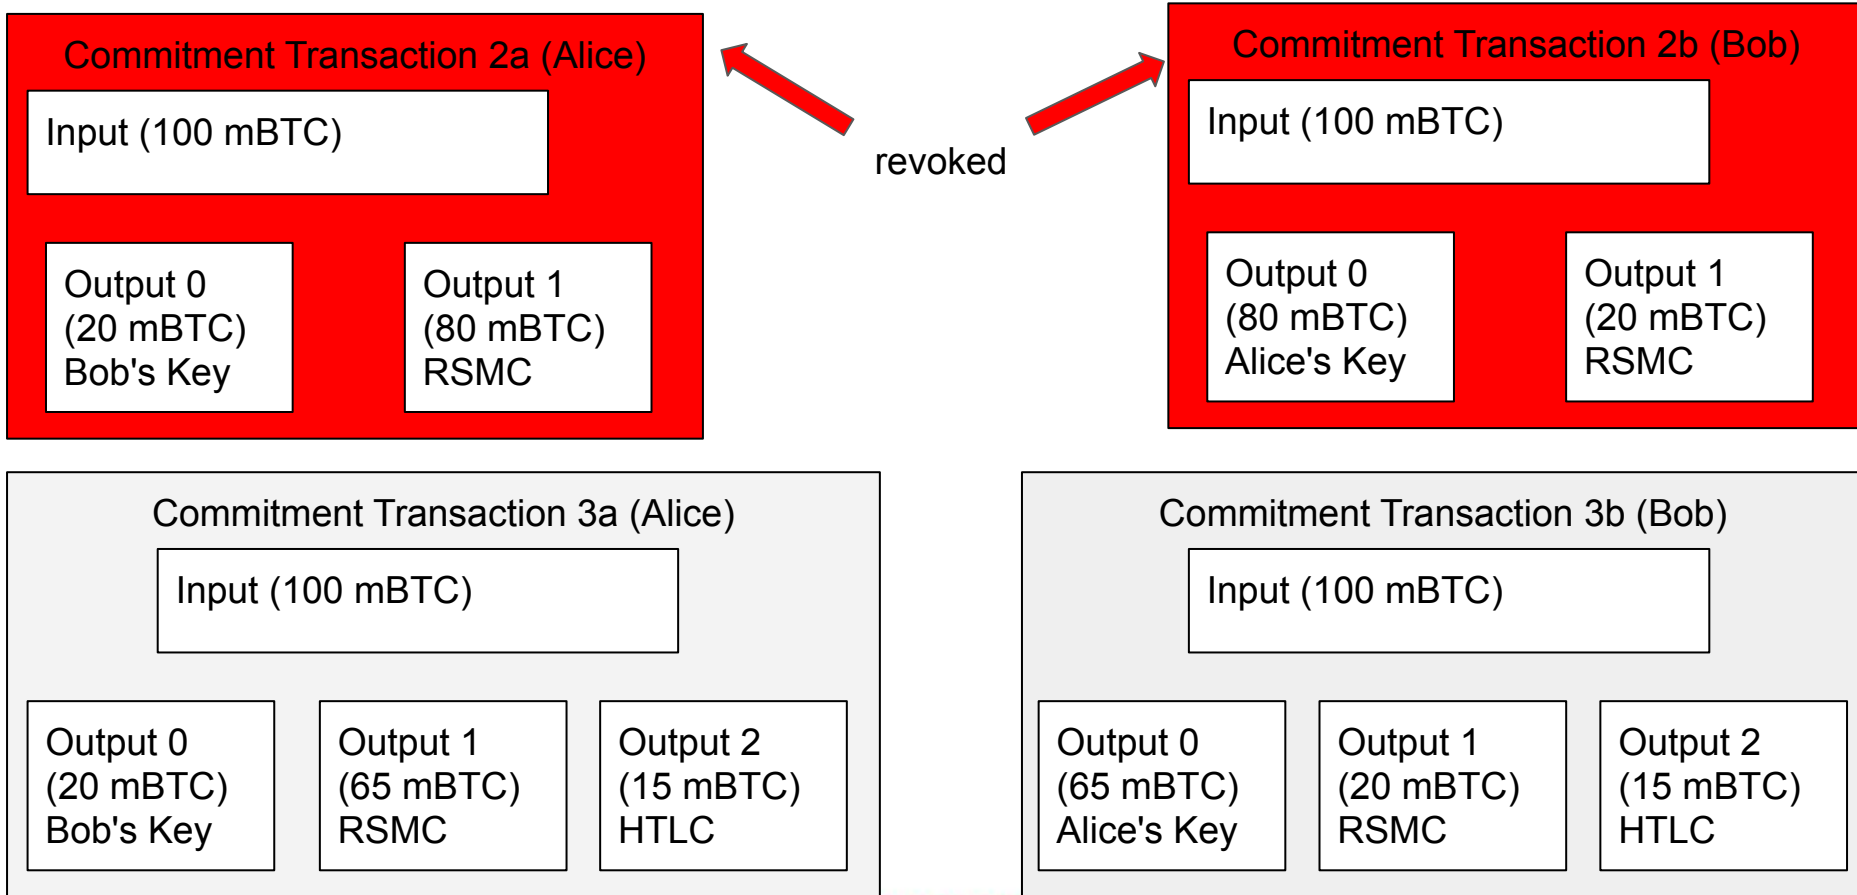 Commitment Transaction 2a (Alice)
Input (100 mBTC)
Output 0
(20 mBTC)
Bob's Key
Output 1
(80 mBTC)
RSMC
revoked
Commitment Transaction 2b (Bob)
Input (100 mBTC)
Output 0
(80 mBTC)
Alice's Key
Output 1
(20 mBTC)
RSMC
Commitment Transaction 3a (Alice)
Input (100 mBTC)
Output 0
(20 mBTC)
Bob's Key
Output 1
(65 mBTC)
RSMC
Output 2
(15 mBTC)
HTLC
Commitment Transaction 3b (Bob)
Input (100 mBTC)
Output 0
(65 mBTC)
Alice's Key
Output 1
(20 mBTC)
RSMC
Output 2
(15 mBTC)
HTLC